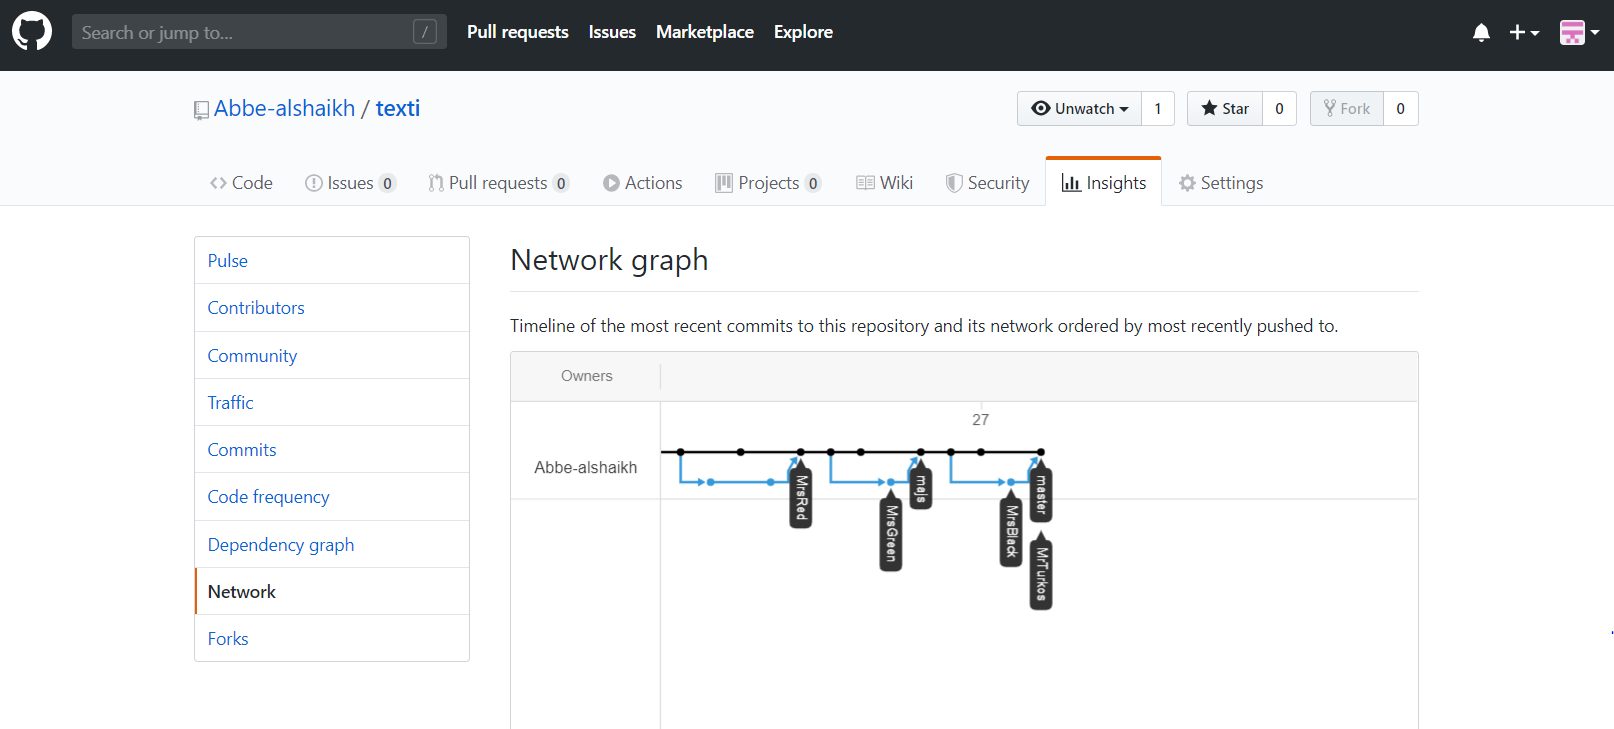 Search or jump to... / Pull requests Issues Marketplace Explore
Abbe-alshaikh / texti Unwatch 1 Star 0 Fork 0
Code Issues 0 Pull requests 0 Actions Projects 0 Wiki Security Insights Settings
Pulse
Contributors
Community
Traffic
Commits
Code frequency
Dependency graph
Network
Forks
Network graph
Timeline of the most recent commits to this repository and its network ordered by most recently pushed to.
Owners
27
Abbe-alshaikh
MrsRed
MrsGreen
majs
MrsBlack
master
MrTurkos